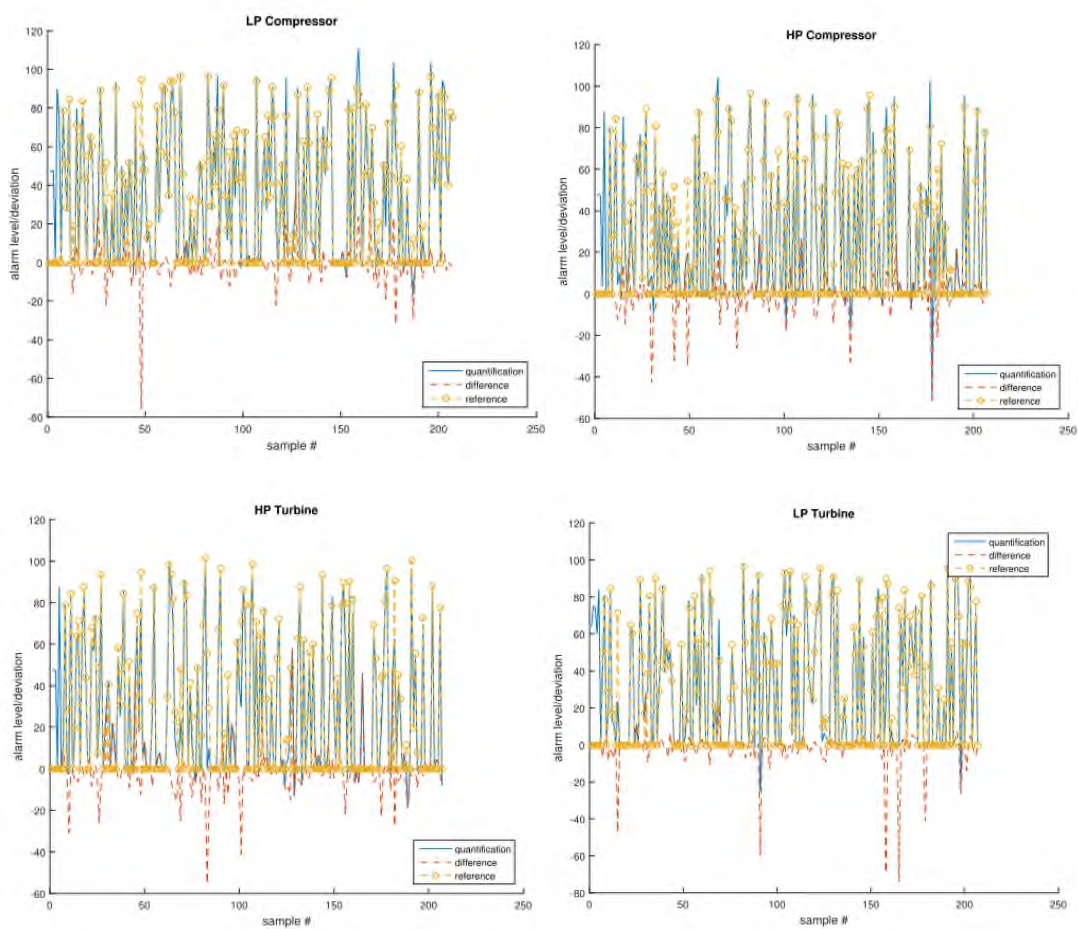 LP Compressor
120
100
80
60
40
20
0
-20
-40
-60
-80
alarm level/deviation
0
50
100
150
200
250
sample #
quantification
difference
reference
HP Compressor
120
100
80
60
40
20
0
-20
-40
-60
alarm level/deviation
0
50
100
150
200
250
sample #
quantification
difference
reference
HP Turbine
120
100
80
60
40
20
0
-20
-40
-60
alarm level/deviation
0
50
100
150
200
250
sample #
quantification
difference
reference
LP Turbine
120
100
80
60
40
20
0
-20
-40
-60
-80
alarm level/deviation
0
50
100
150
200
250
sample #
quantification
difference
reference